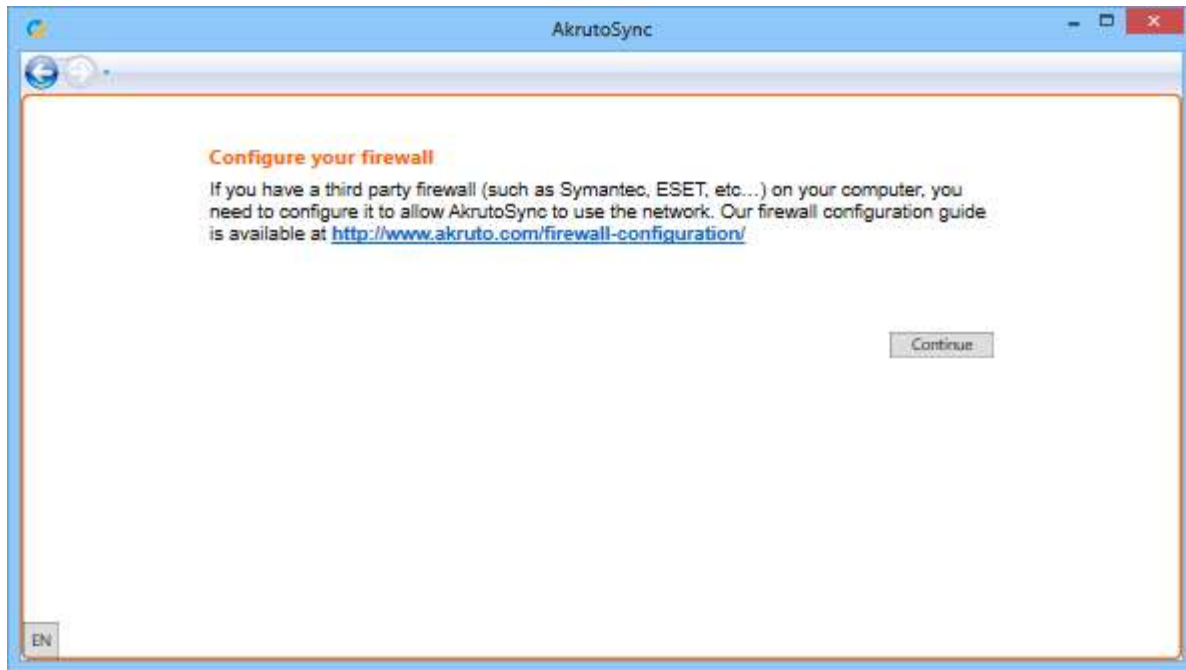 AkrutoSync
Configure your firewall
If you have a third party firewall (such as Symantec, ESET, etc...) on your computer, you
need to configure it to allow AkrutoSync to use the network. Our firewall configuration guide
is available at http://www.akruto.com/firewall-configuration/
Continue
EN